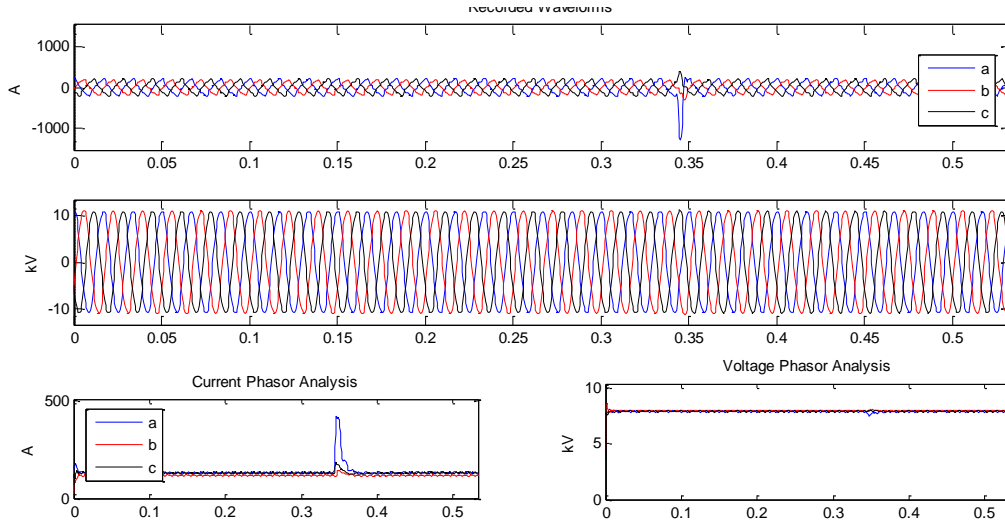 Recorded Waveforms
1000
0
-1000
A
a
b
c
0 0.05 0.1 0.15 0.2 0.25 0.3 0.35 0.4 0.45 0.5
10
0
-10
kV
0 0.05 0.1 0.15 0.2 0.25 0.3 0.35 0.4 0.45 0.5
Current Phasor Analysis
500
0
A
a
b
c
0 0.1 0.2 0.3 0.4 0.5
Voltage Phasor Analysis
10
5
0
kV
0 0.1 0.2 0.3 0.4 0.5